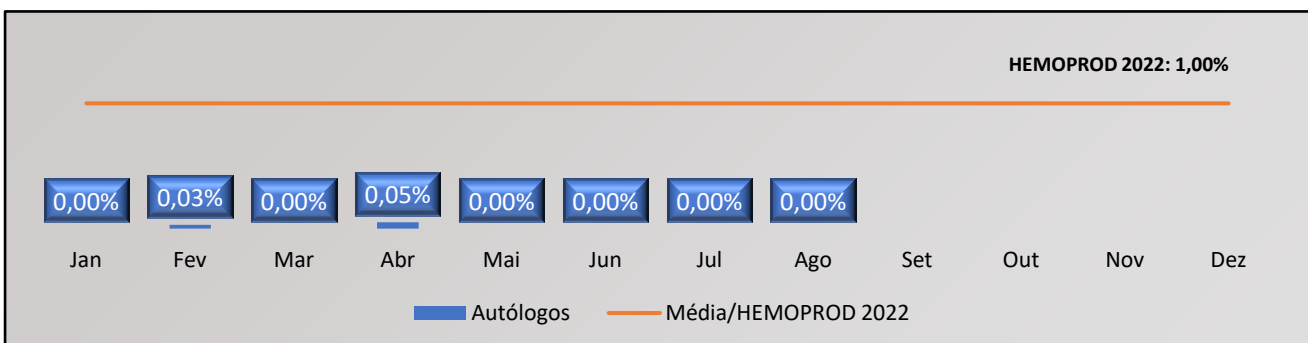 HEMOPROD 2022: 1,00%
0,00% 0,03% 0,00% 0,05% 0,00% 0,00% 0,00% 0,00%
Jan Fev Mar Abr Mai Jun Jul Ago Set Out Nov Dez
Autólogos Média/HEMOPROD 2022